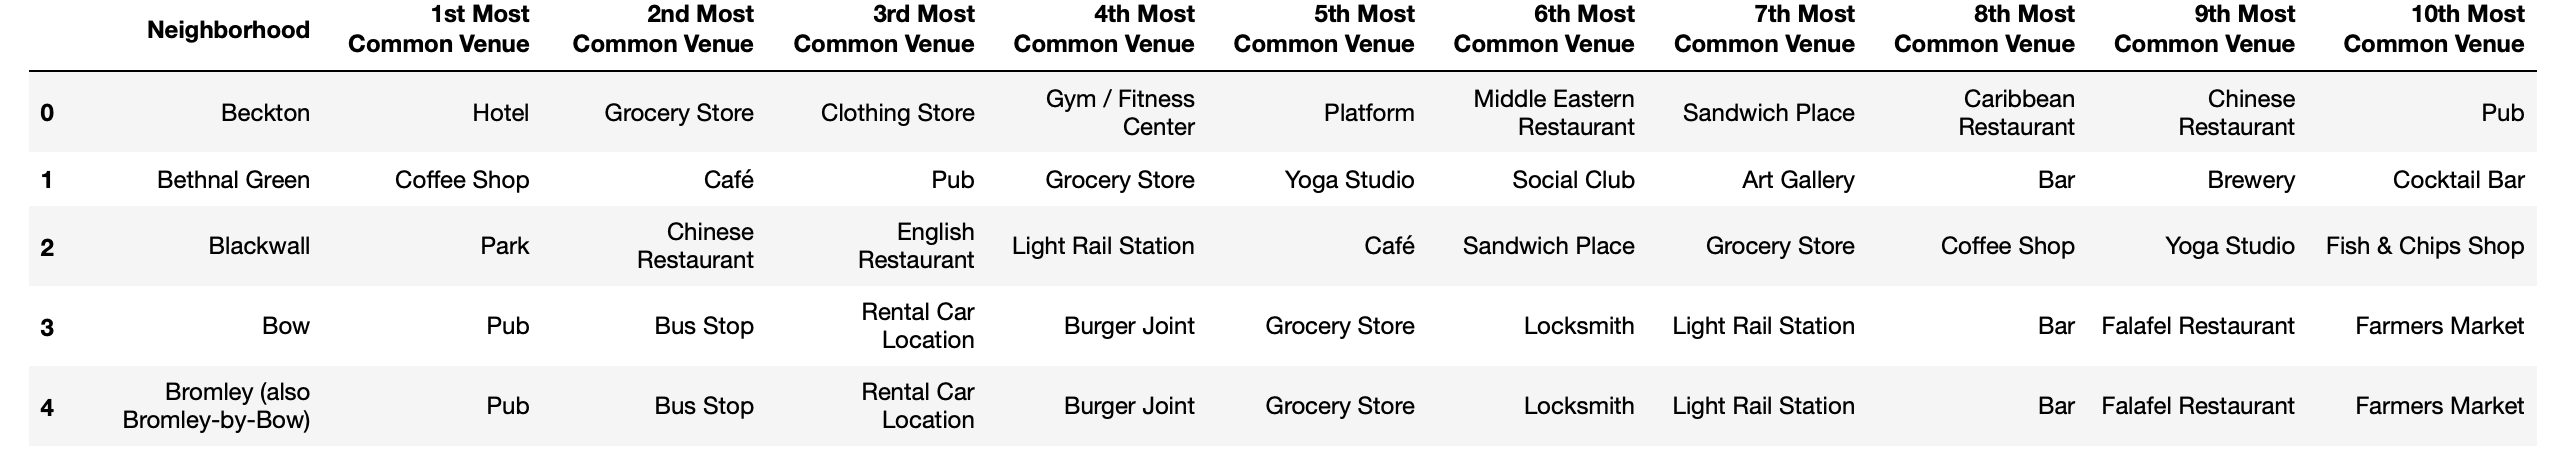 Neighborhood 1st Most Common Venue 2nd Most Common Venue 3rd Most Common Venue 4th Most Common Venue 5th Most Common Venue 6th Most Common Venue 7th Most Common Venue 8th Most Common Venue 9th Most Common Venue 10th Most Common Venue
0 Beckton Hotel Grocery Store Clothing Store Gym / Fitness Center Platform Middle Eastern Restaurant Sandwich Place Caribbean Restaurant Chinese Restaurant Pub
1 Bethnal Green Coffee Shop Café Pub Grocery Store Yoga Studio Social Club Art Gallery Bar Brewery Cocktail Bar
2 Blackwall Park Chinese Restaurant English Restaurant Light Rail Station Café Sandwich Place Grocery Store Coffee Shop Yoga Studio Fish & Chips Shop
3 Bow Pub Bus Stop Rental Car Location Burger Joint Grocery Store Locksmith Light Rail Station Bar Falafel Restaurant Farmers Market
4 Bromley (also Bromley-by-Bow) Pub Bus Stop Rental Car Location Burger Joint Grocery Store Locksmith Light Rail Station Bar Falafel Restaurant Farmers Market